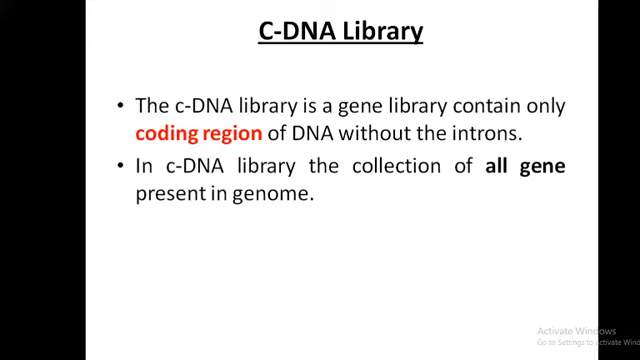 C-DNA Library
• The c-DNA library is a gene library contain only
coding region of DNA without the introns.
• In c-DNA library the collection of all gene
present in genome.
Activate Windows
Go to Settings to activate Wind